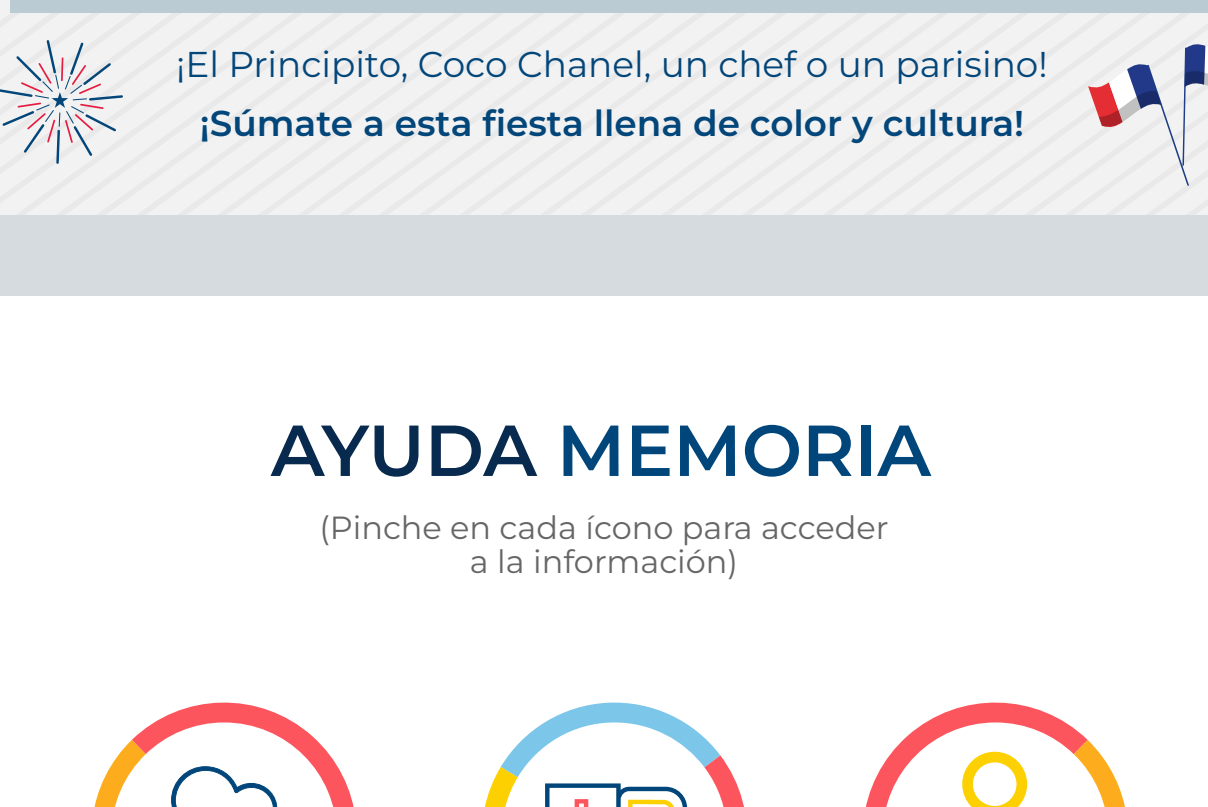 ¡El Principito, Coco Chanel, un chef o un parisino!
¡Súmate a esta fiesta llena de color y cultura!
AYUDA MEMORIA
(Pinche en cada ícono para acceder
a la información)